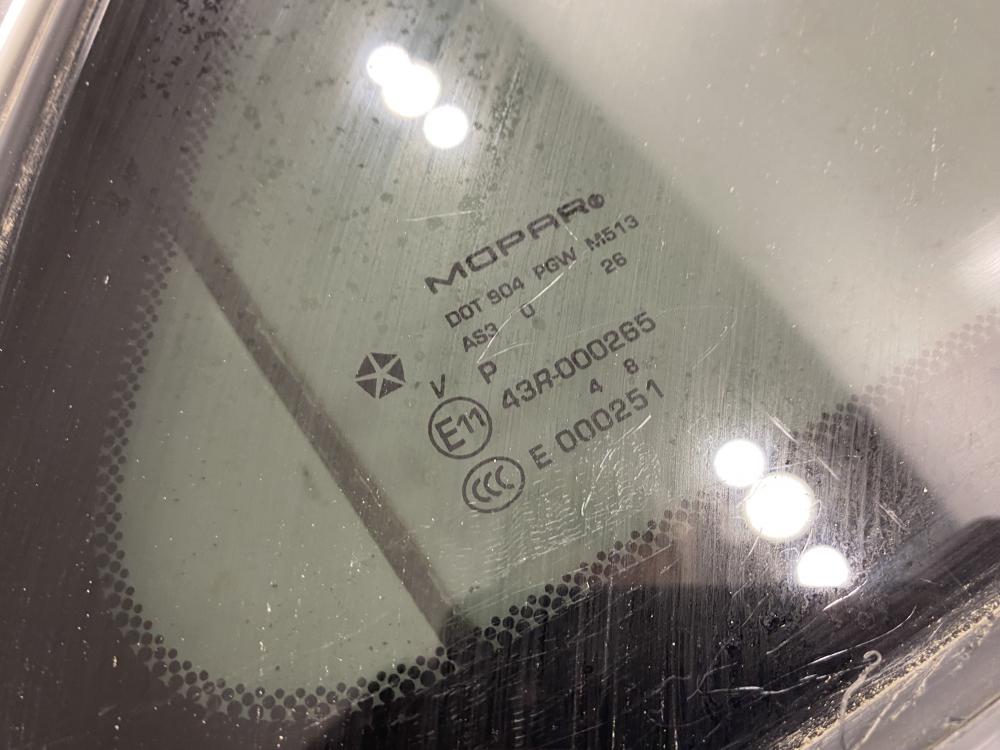 MOPAR®
DOT 904 PGW M513
AS3 U 26
V P
E11 43R-000265
4 8
CCC E 000251